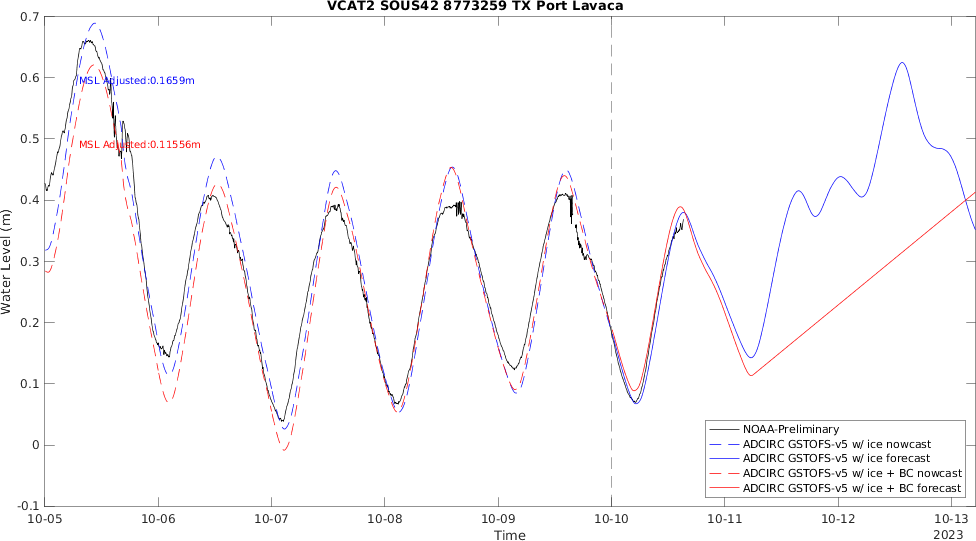 VCAT2 SOUS42 8773259 TX Port Lavaca
0.7
0.6
0.5
0.4
0.3
0.2
0.1
0
-0.1
Water Level (m)
MSL Adjusted:0.1659m
MSL Adjusted:0.11556m
NOAA-Preliminary
ADCIRC GSTOFS-v5 w/ ice nowcast
ADCIRC GSTOFS-v5 w/ ice forecast
ADCIRC GSTOFS-v5 w/ ice + BC nowcast
ADCIRC GSTOFS-v5 w/ ice + BC forecast
10-05 10-06 10-07 10-08 10-09 10-10 10-11 10-12 10-13
Time
2023